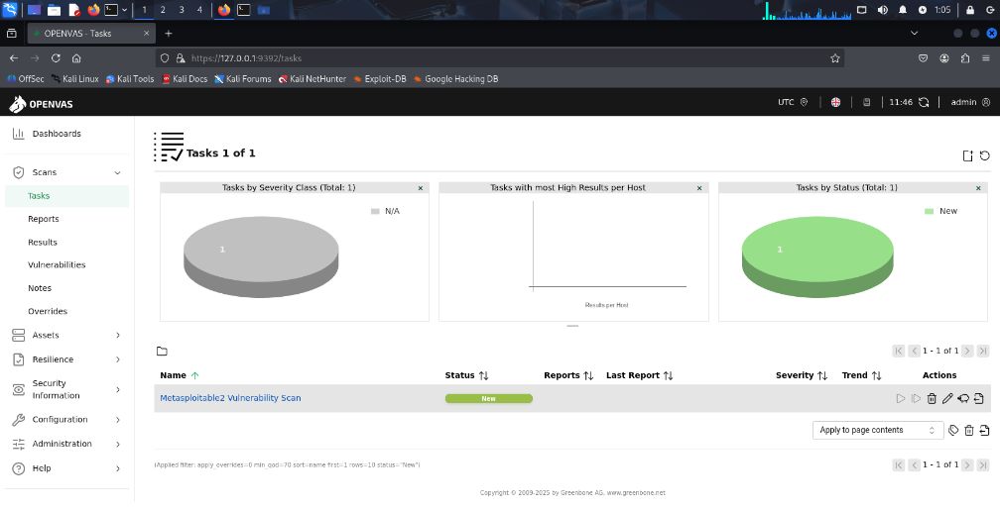 1 2 3 4 1:05
OPENVAS - Tasks
https://127.0.0.1:9392/tasks
OffSec Kali Linux Kali Tools Kali Docs Kali Forums Kali NetHunter Exploit-DB Google Hacking DB
OPENVAS UTC 11:46 admin
Dashboards
Scans
Tasks
Reports
Results
Vulnerabilities
Notes
Overrides
Assets
Resilience
Security
Information
Configuration
Administration
Help
Tasks 1 of 1
Tasks by Severity Class (Total: 1)
N/A
1
Tasks with most High Results per Host
Results per Host
Tasks by Status (Total: 1)
New
1
1 - 1 of 1
Name Status Reports Last Report Severity Trend Actions
Metasploitable2 Vulnerability Scan New
Apply to page contents
(Applied filter: apply_overrides=0 min_qod=70 sort=name first=1 rows=10 status="New") 1 - 1 of 1
Copyright © 2009-2025 by Greenbone AG, www.greenbone.net